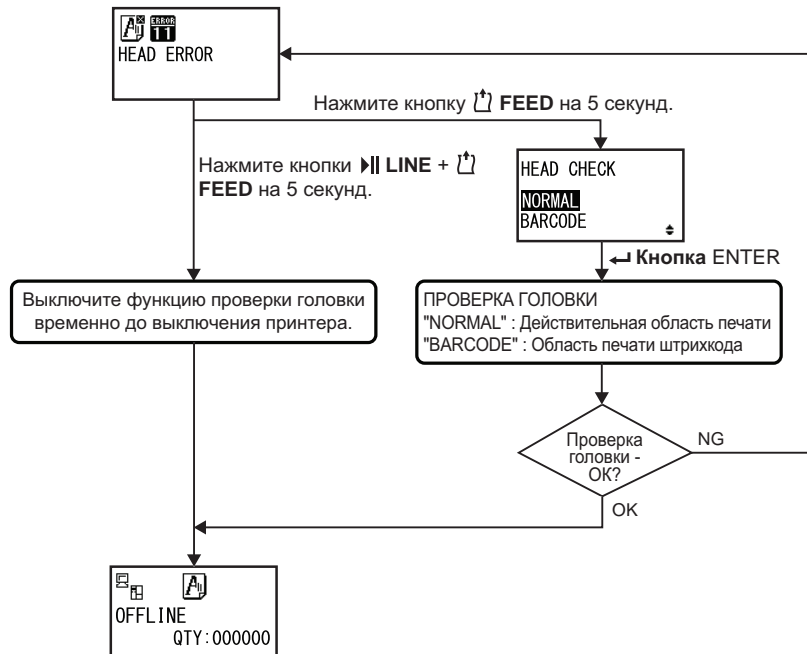 ERROR
11
HEAD ERROR
Нажмите кнопку FEED на 5 секунд.
Нажмите кнопки LINE +
FEED на 5 секунд.
HEAD CHECK
NORMAL
BARCODE
Кнопка ENTER
Выключите функцию проверки головки
временно до выключения принтера.
ПРОВЕРКА ГОЛОВКИ
"NORMAL" : Действительная область печати
"BARCODE" : Область печати штрихкода
Проверка
головки -
ОК?
NG
OK
OFFLINE
QTY:000000